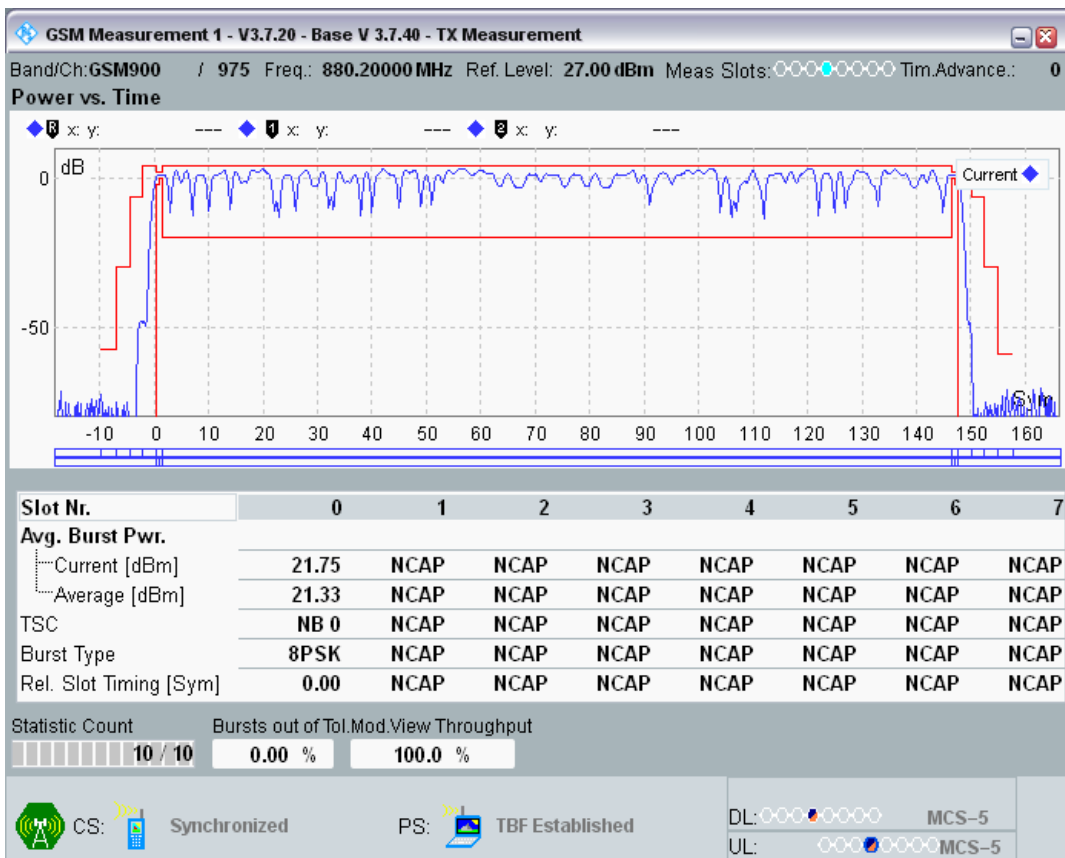 GSM Measurement 1 - V3.7.20 - Base V 3.7.40 - TX Measurement
Band/Ch:GSM900 / 975 Freq.: 880.20000 MHz Ref. Level: 27.00 dBm Meas Slots: Tim.Advance.: 0
Power vs. Time
R x: y: --- 1 x: y: --- 2 x: y: ---
dB
Current
0
-50
Sym
-10 0 10 20 30 40 50 60 70 80 90 100 110 120 130 140 150 160
Slot Nr. 0 1 2 3 4 5 6 7
Avg. Burst Pwr.
Current [dBm] 21.75 NCAP NCAP NCAP NCAP NCAP NCAP NCAP
Average [dBm] 21.33 NCAP NCAP NCAP NCAP NCAP NCAP NCAP
TSC NB 0 NCAP NCAP NCAP NCAP NCAP NCAP NCAP
Burst Type 8PSK NCAP NCAP NCAP NCAP NCAP NCAP NCAP
Rel. Slot Timing [Sym] 0.00 NCAP NCAP NCAP NCAP NCAP NCAP NCAP
Statistic Count Bursts out of Tol.Mod.View Throughput
10 / 10 0.00 % 100.0 %
CS: Synchronized PS: TBF Established
DL: MCS-5
UL: MCS-5